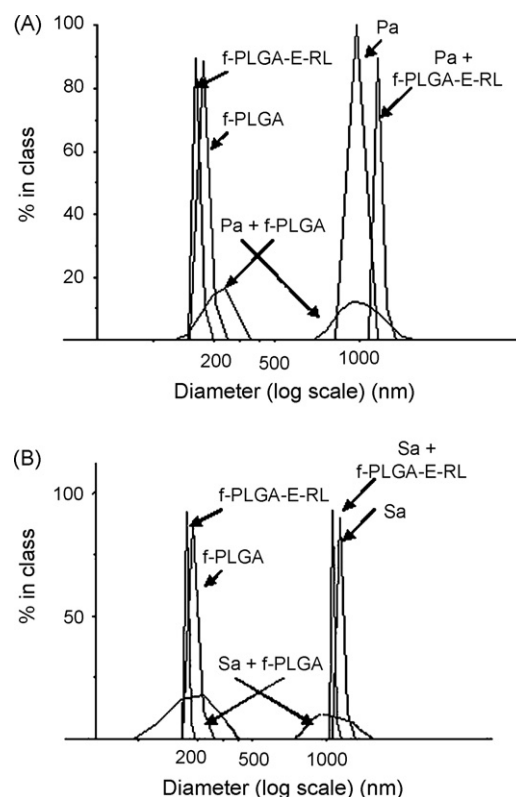 (A)
100
80
60
40
20
% in class
f-PLGA-E-RL
f-PLGA
Pa + f-PLGA
Pa
Pa +
f-PLGA-E-RL
200
500
1000
Diameter (log scale) (nm)
(B)
100
50
% in class
f-PLGA-E-RL
f-PLGA
Sa + f-PLGA
Sa +
f-PLGA-E-RL
Sa
200
500
1000
Diameter (log scale) (nm)